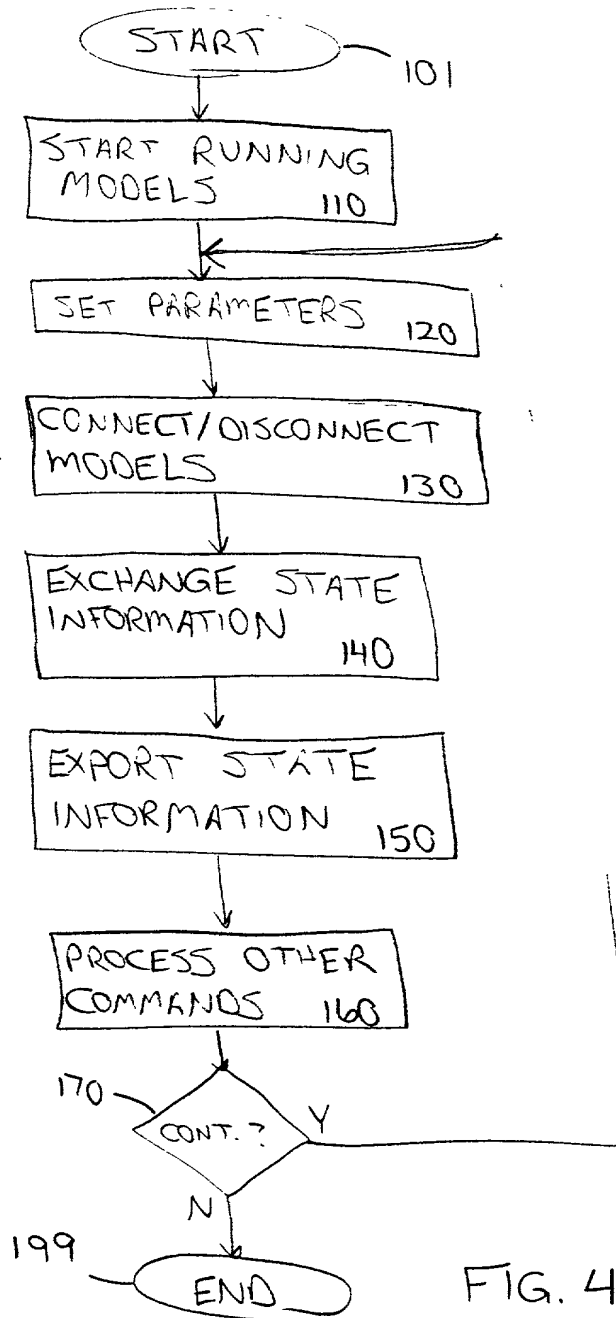 START
101
START RUNNING
MODELS 110
SET PARAMETERS 120
CONNECT/DISCONNECT
MODELS 130
EXCHANGE STATE
INFORMATION
140
EXPORT STATE
INFORMATION 150
PROCESS OTHER
COMMANDS 160
170
CONT.? Y
N
199
END
FIG. 4